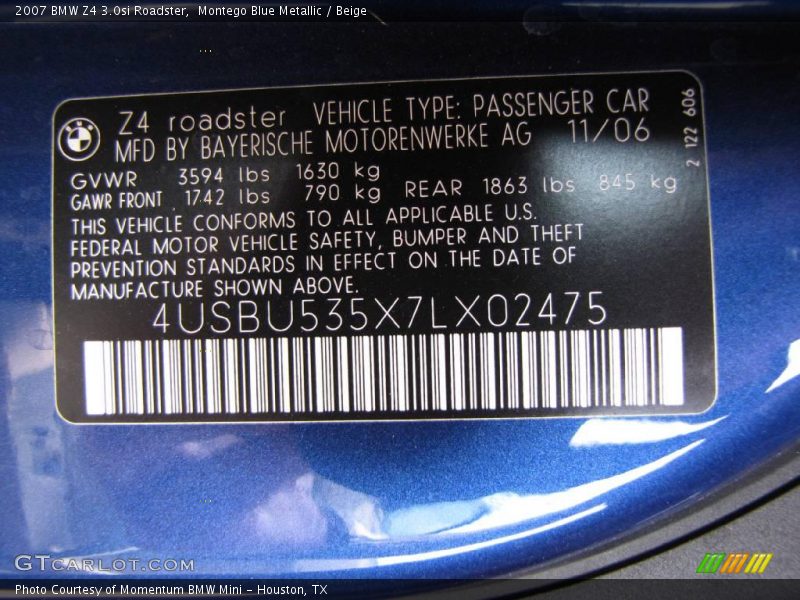 2007 BMW Z4 3.0si Roadster, Montego Blue Metallic / Beige
Z4 roadster VEHICLE TYPE: PASSENGER CAR
MFD BY BAYERISCHE MOTORENWERKE AG 11/06
2 122 606
GVWR 3594 lbs 1630 kg
GAWR FRONT 1742 lbs 790 kg REAR 1863 lbs 845 kg
THIS VEHICLE CONFORMS TO ALL APPLICABLE U.S.
FEDERAL MOTOR VEHICLE SAFETY, BUMPER AND THEFT
PREVENTION STANDARDS IN EFFECT ON THE DATE OF
MANUFACTURE SHOWN ABOVE.
4USBU535X7LX02475
GTCARLOT.COM
Photo Courtesy of Momentum BMW Mini - Houston, TX